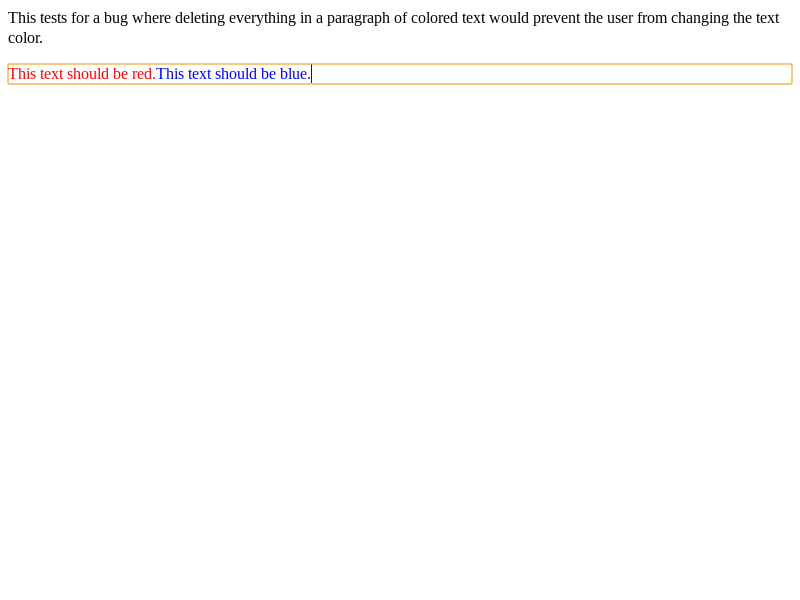 This tests for a bug where deleting everything in a paragraph of colored text would prevent the user from changing the text
color.
This text should be red.This text should be blue.